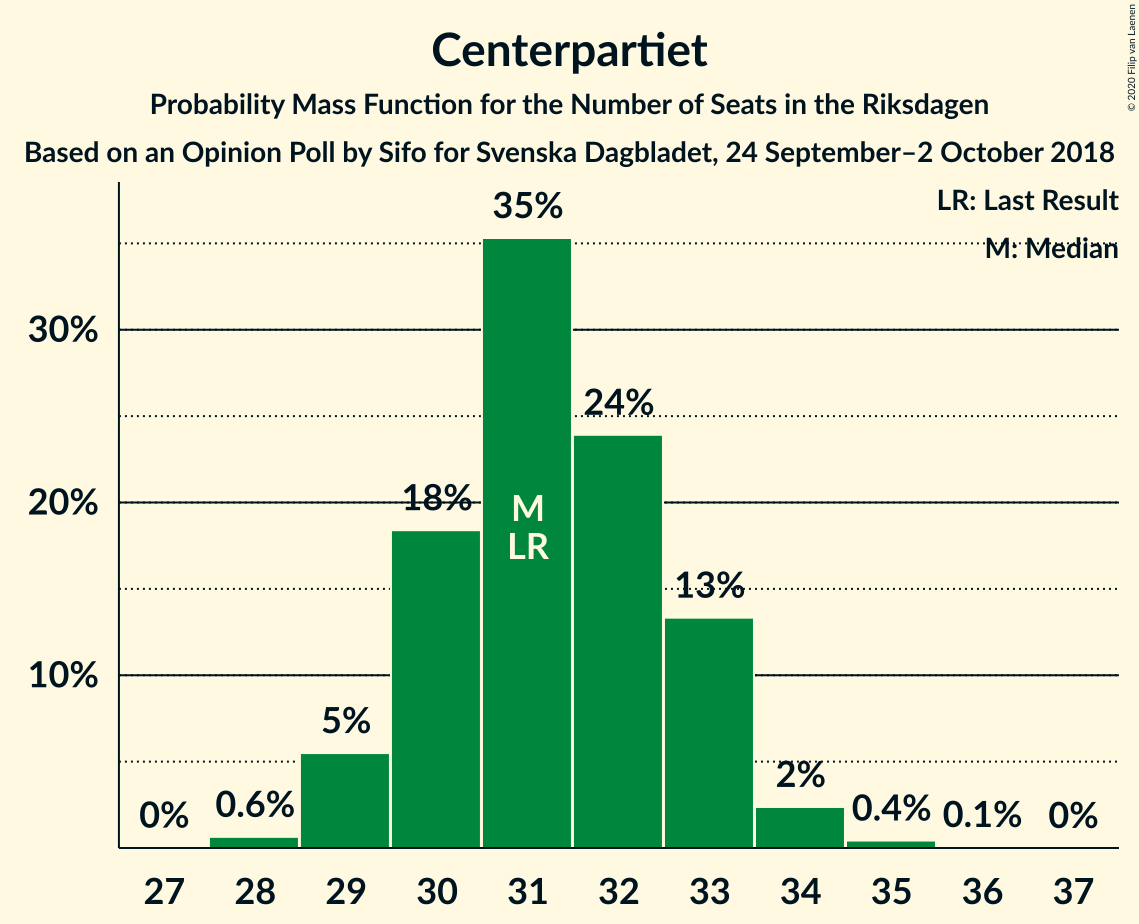 Centerpartiet
Probability Mass Function for the Number of Seats in the Riksdagen
Based on an Opinion Poll by Sifo for Svenska Dagbladet, 24 September–2 October 2018
© 2020 Filip van Laenen
LR: Last Result
M: Median
30%
20%
10%
0%
0.6%
5%
18%
35%
24%
13%
2%
0.4%
0.1%
0%
M
LR
27 28 29 30 31 32 33 34 35 36 37